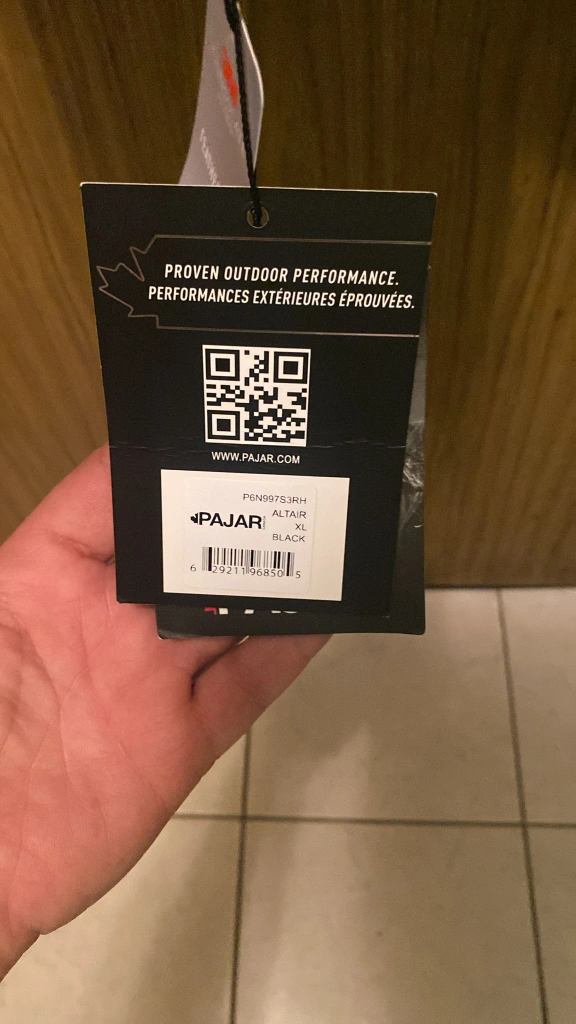 PROVEN OUTDOOR PERFORMANCE.
PERFORMANCES EXTÉRIEURES ÉPROUVÉES.
WWW.PAJAR.COM
P6N997S3RH
ALTAIR
PAJAR
XL
BLACK
6 29211 96850 5